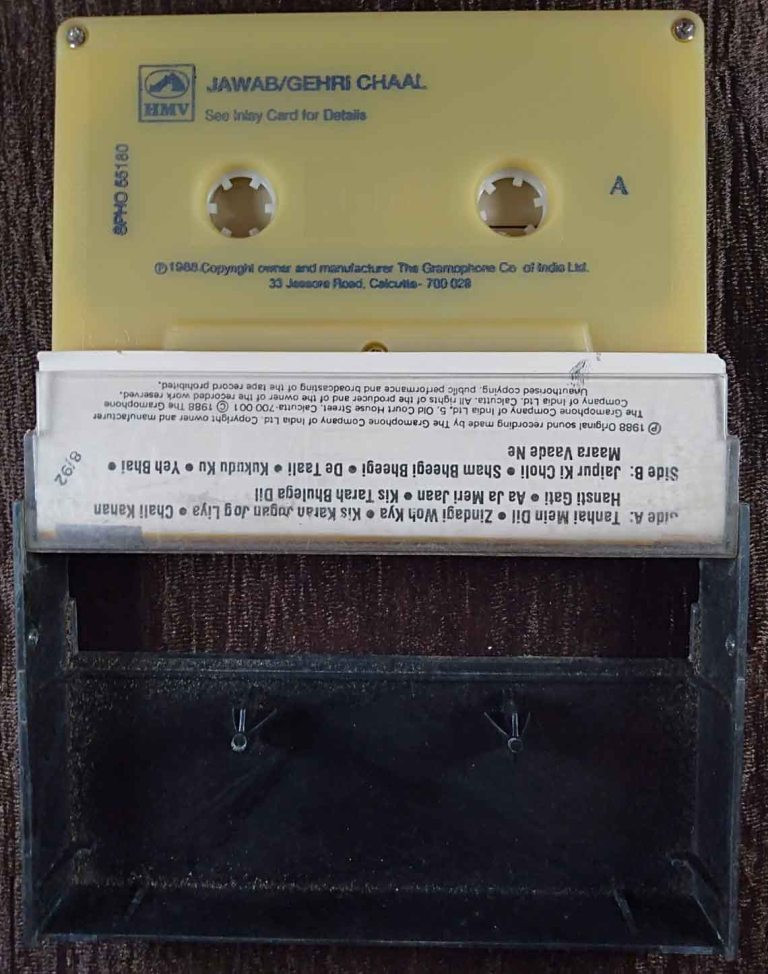 HMV
JAWAB/GEHRI CHAAL
See Inlay Card for Details
SPHO 55180
A
Ⓟ 1988 Copyright owner and manufacturer The Gramophone Co of India Ltd.
33 Jessore Road, Calcutta- 700 028
Side A: Tanhai Mein Dil • Zindagi Woh Kya • Kis Karan Jogan Jog Liya • Chali Kanan
Hansti Gati • Aa Ja Meri Jaan • Kis Tarah Bhulega Dil
Side B: Jaipur Ki Choli • Sham Bheegi Bheegi • De Taali • Kukudu Ku • Yeh Bhai •
Maara Vaade Ne
8/92
Ⓟ 1988 Original sound recording made by The Gramophone Company of India Ltd. Copyright owner and manufacturer
The Gramophone Company of India Ltd, 5, Old Court House Street, Calcutta-700 001 © 1988 The Gramophone
Company of India Ltd. Calcutta. All rights of the producer and of the owner of the recorded work reserved.
Unauthorised copying, public performance and broadcasting of the tape record prohibited.